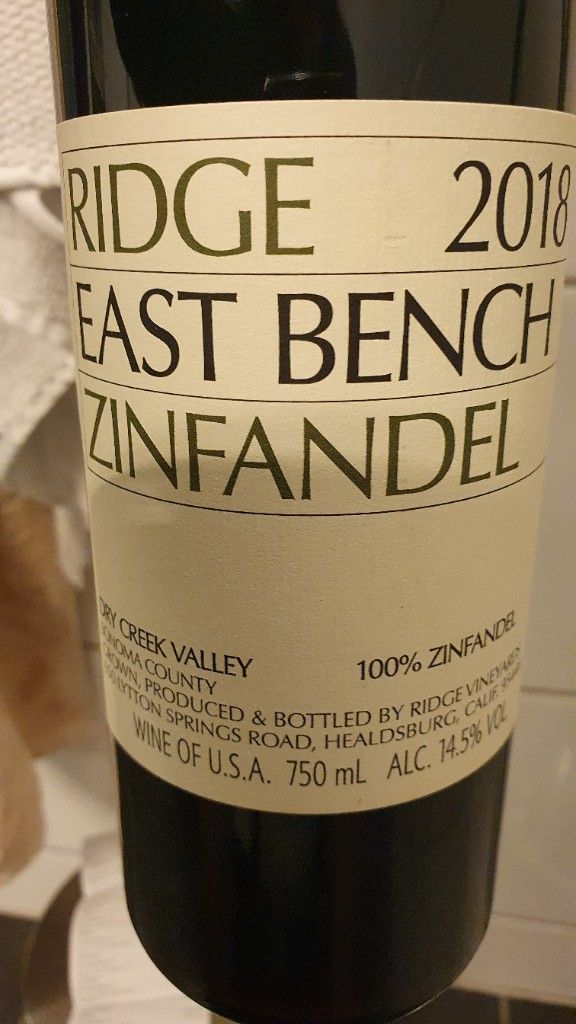 RIDGE 2018
EAST BENCH
ZINFANDEL
DRY CREEK VALLEY 100% ZINFANDEL
SONOMA COUNTY
GROWN, PRODUCED & BOTTLED BY RIDGE VINEYARDS
LYTTON SPRINGS ROAD, HEALDSBURG, CALIF.
WINE OF U.S.A. 750 mL ALC. 14.5% VOL